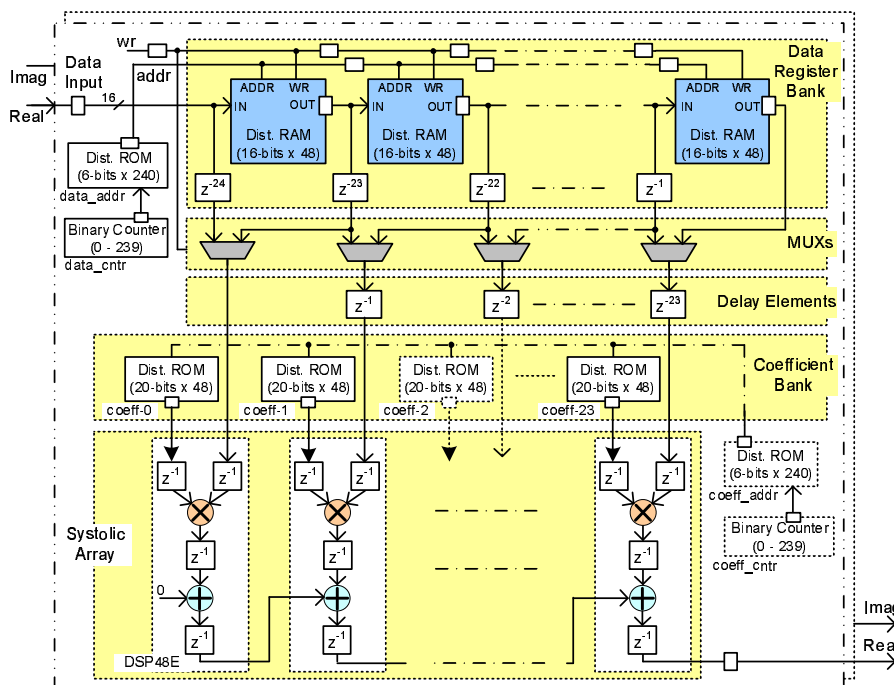 wr
Data
Register
Bank
Imag
Data
Input
addr
Real
16
ADDR WR
IN
OUT
Dist. RAM
(16-bits x 48)
ADDR WR
IN
OUT
Dist. RAM
(16-bits x 48)
ADDR WR
IN
OUT
Dist. RAM
(16-bits x 48)
Dist. ROM
(6-bits x 240)
data_addr
z-24
z-23
z-22
z-1
Binary Counter
(0 - 239)
data_cntr
MUXs
z-1
z-2
z-23
Delay Elements
Dist. ROM
(20-bits x 48)
coeff-0
Dist. ROM
(20-bits x 48)
coeff-1
Dist. ROM
(20-bits x 48)
coeff-2
Dist. ROM
(20-bits x 48)
coeff-23
Coefficient
Bank
Dist. ROM
(6-bits x 240)
coeff_addr
Binary Counter
(0 - 239)
coeff_cntr
z-1
z-1
z-1
z-1
z-1
z-1
Systolic
Array
z-1
z-1
z-1
0
z-1
z-1
z-1
DSP48E
Imag
Real